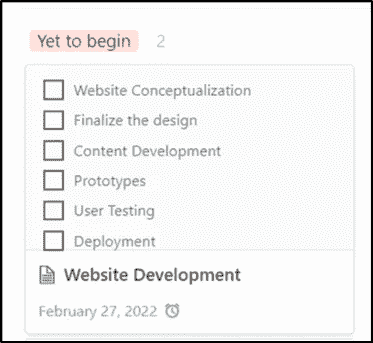 Yet to begin 2
Website Conceptualization
Finalize the design
Content Development
Prototypes
User Testing
Deployment
Website Development
February 27, 2022